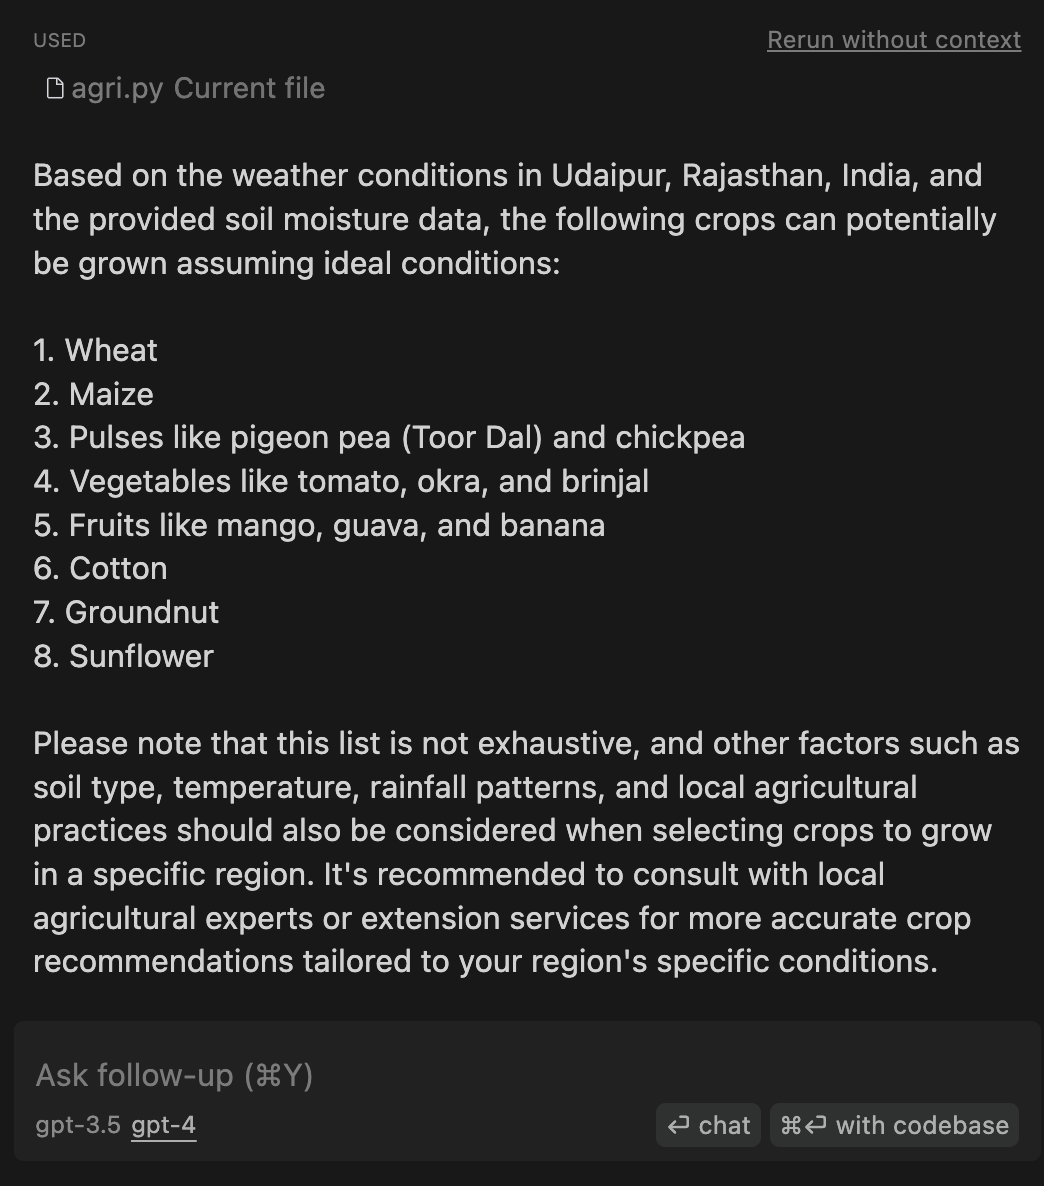 USED
Rerun without context
agri.py Current file
Based on the weather conditions in Udaipur, Rajasthan, India, and
the provided soil moisture data, the following crops can potentially
be grown assuming ideal conditions:
1. Wheat
2. Maize
3. Pulses like pigeon pea (Toor Dal) and chickpea
4. Vegetables like tomato, okra, and brinjal
5. Fruits like mango, guava, and banana
6. Cotton
7. Groundnut
8. Sunflower
Please note that this list is not exhaustive, and other factors such as
soil type, temperature, rainfall patterns, and local agricultural
practices should also be considered when selecting crops to grow
in a specific region. It's recommended to consult with local
agricultural experts or extension services for more accurate crop
recommendations tailored to your region's specific conditions.
Ask follow-up (⌘Y)
gpt-3.5 gpt-4
⏎ chat
⌘⏎ with codebase